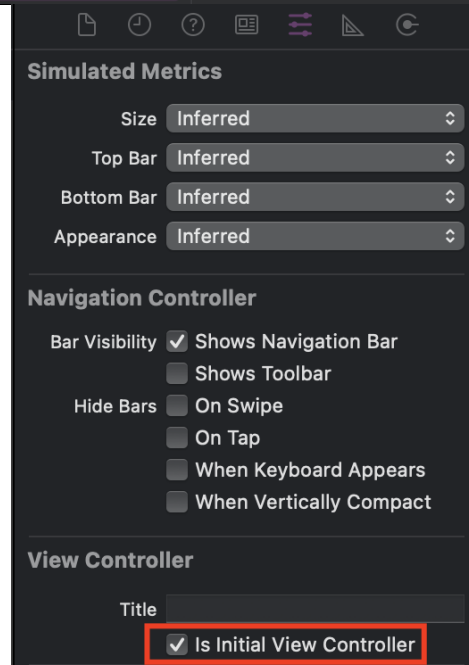 Simulated Metrics
Size Inferred
Top Bar Inferred
Bottom Bar Inferred
Appearance Inferred
Navigation Controller
Bar Visibility Shows Navigation Bar
Shows Toolbar
Hide Bars On Swipe
On Tap
When Keyboard Appears
When Vertically Compact
View Controller
Title
Is Initial View Controller